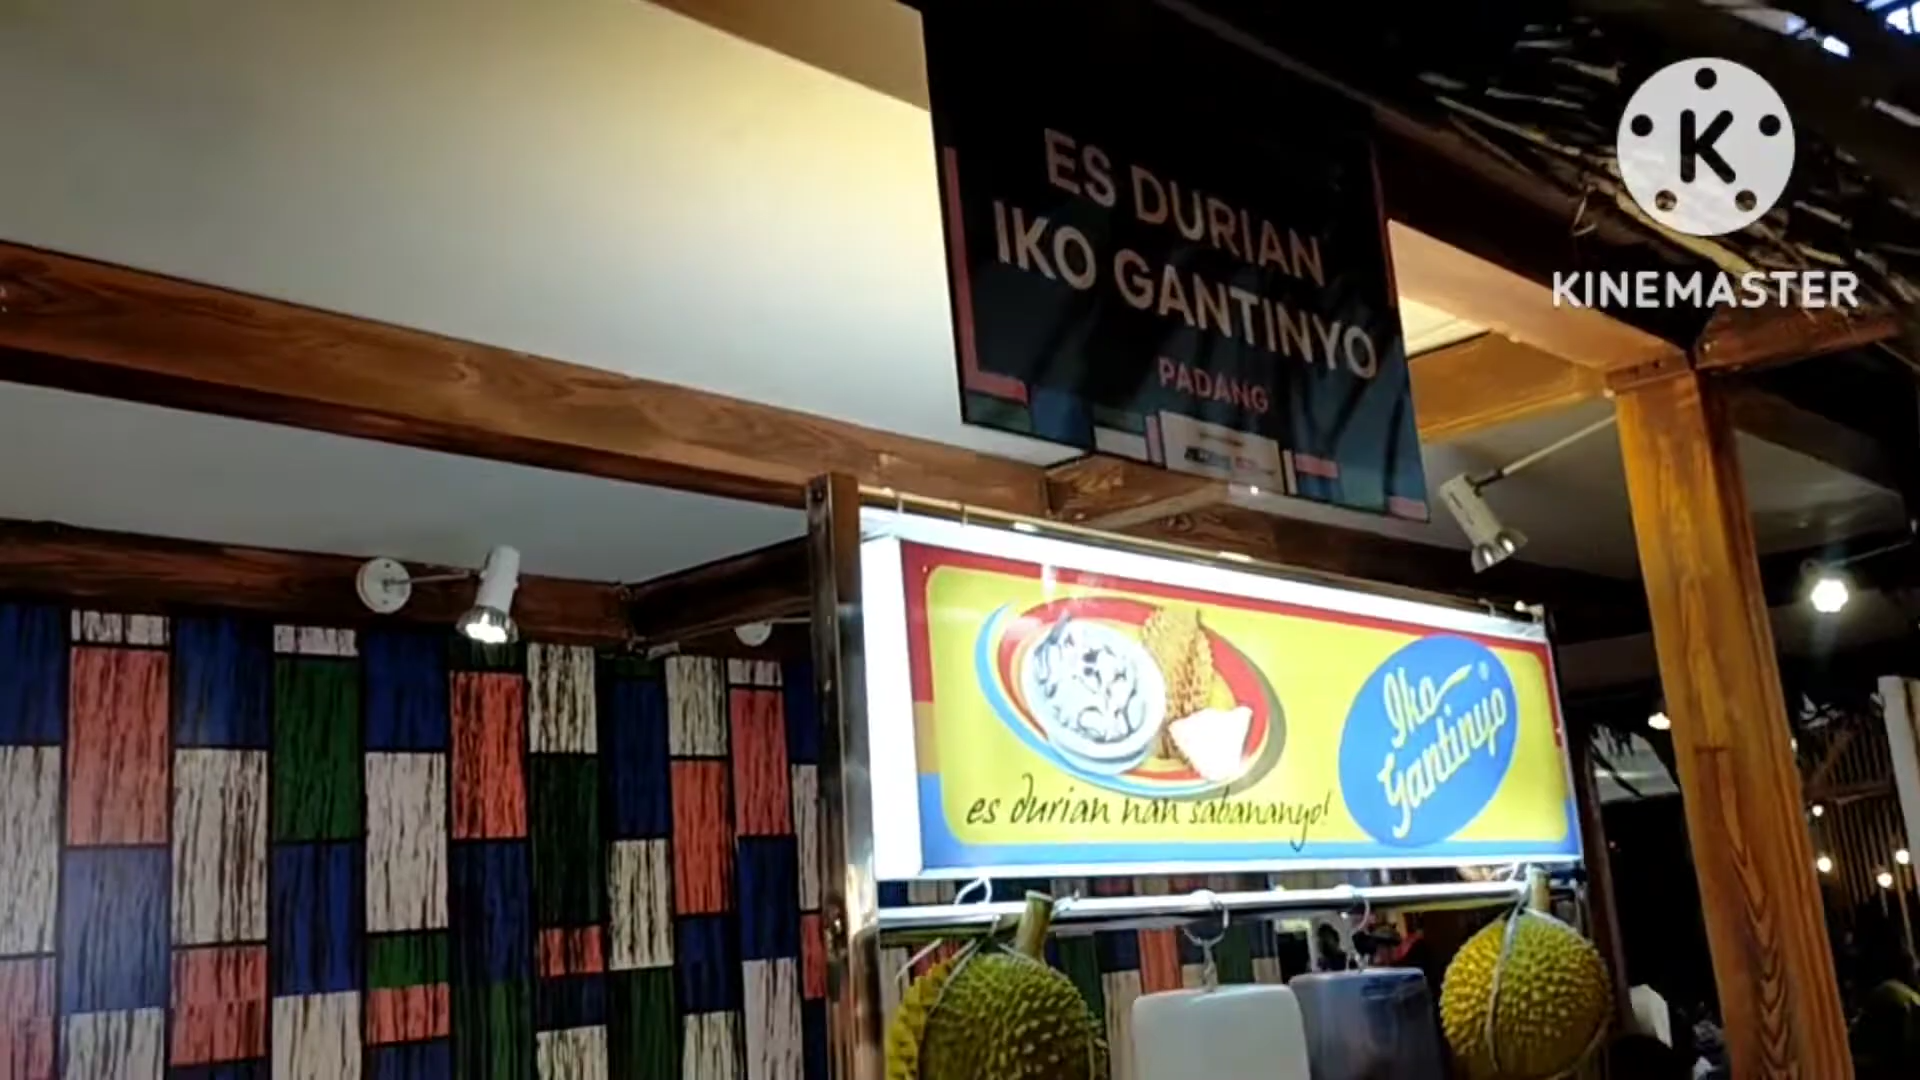 ES DURIAN
IKO GANTINYO
PADANG
K
KINEMASTER
es durian nan sabananyo!
Iko
Gantinyo